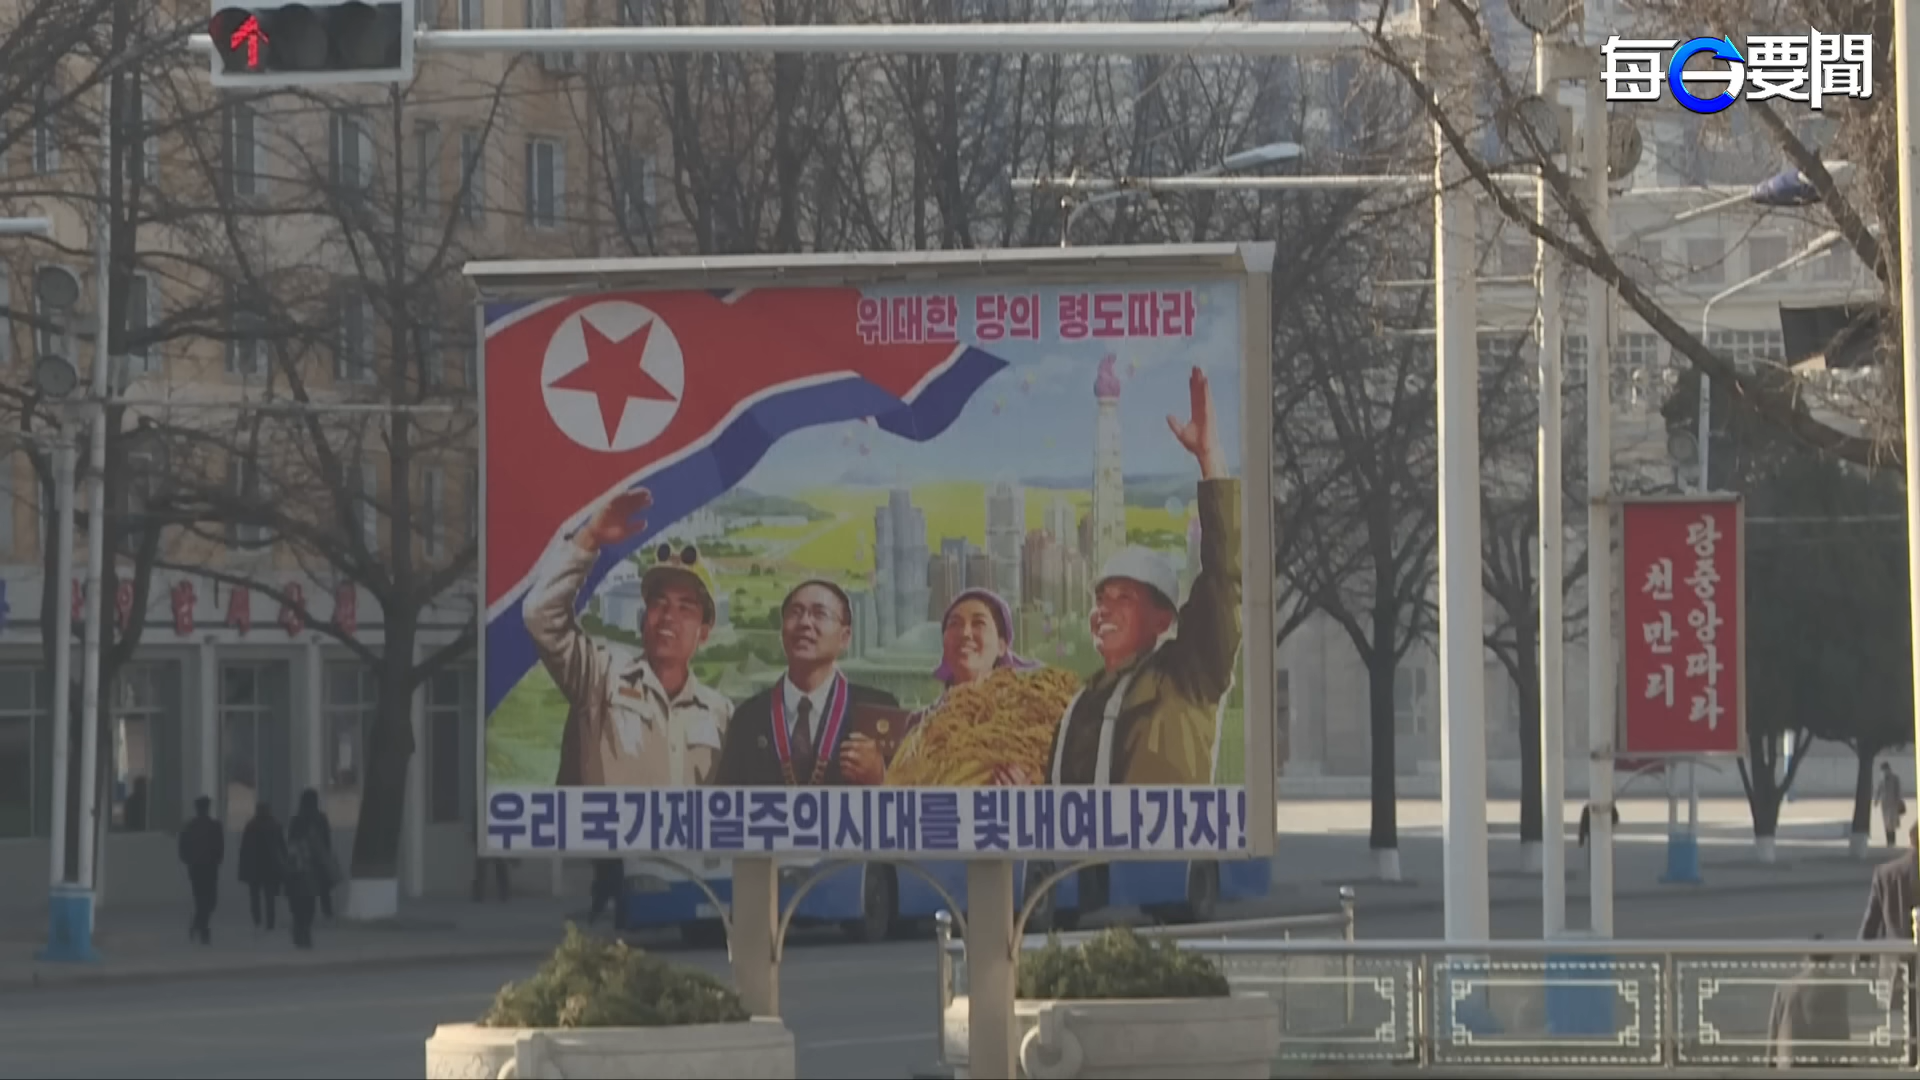 每日要聞
위대한 당의 령도따라
우리 국가제일주의시대를 빛내여나가자!
당중앙따라
천만리